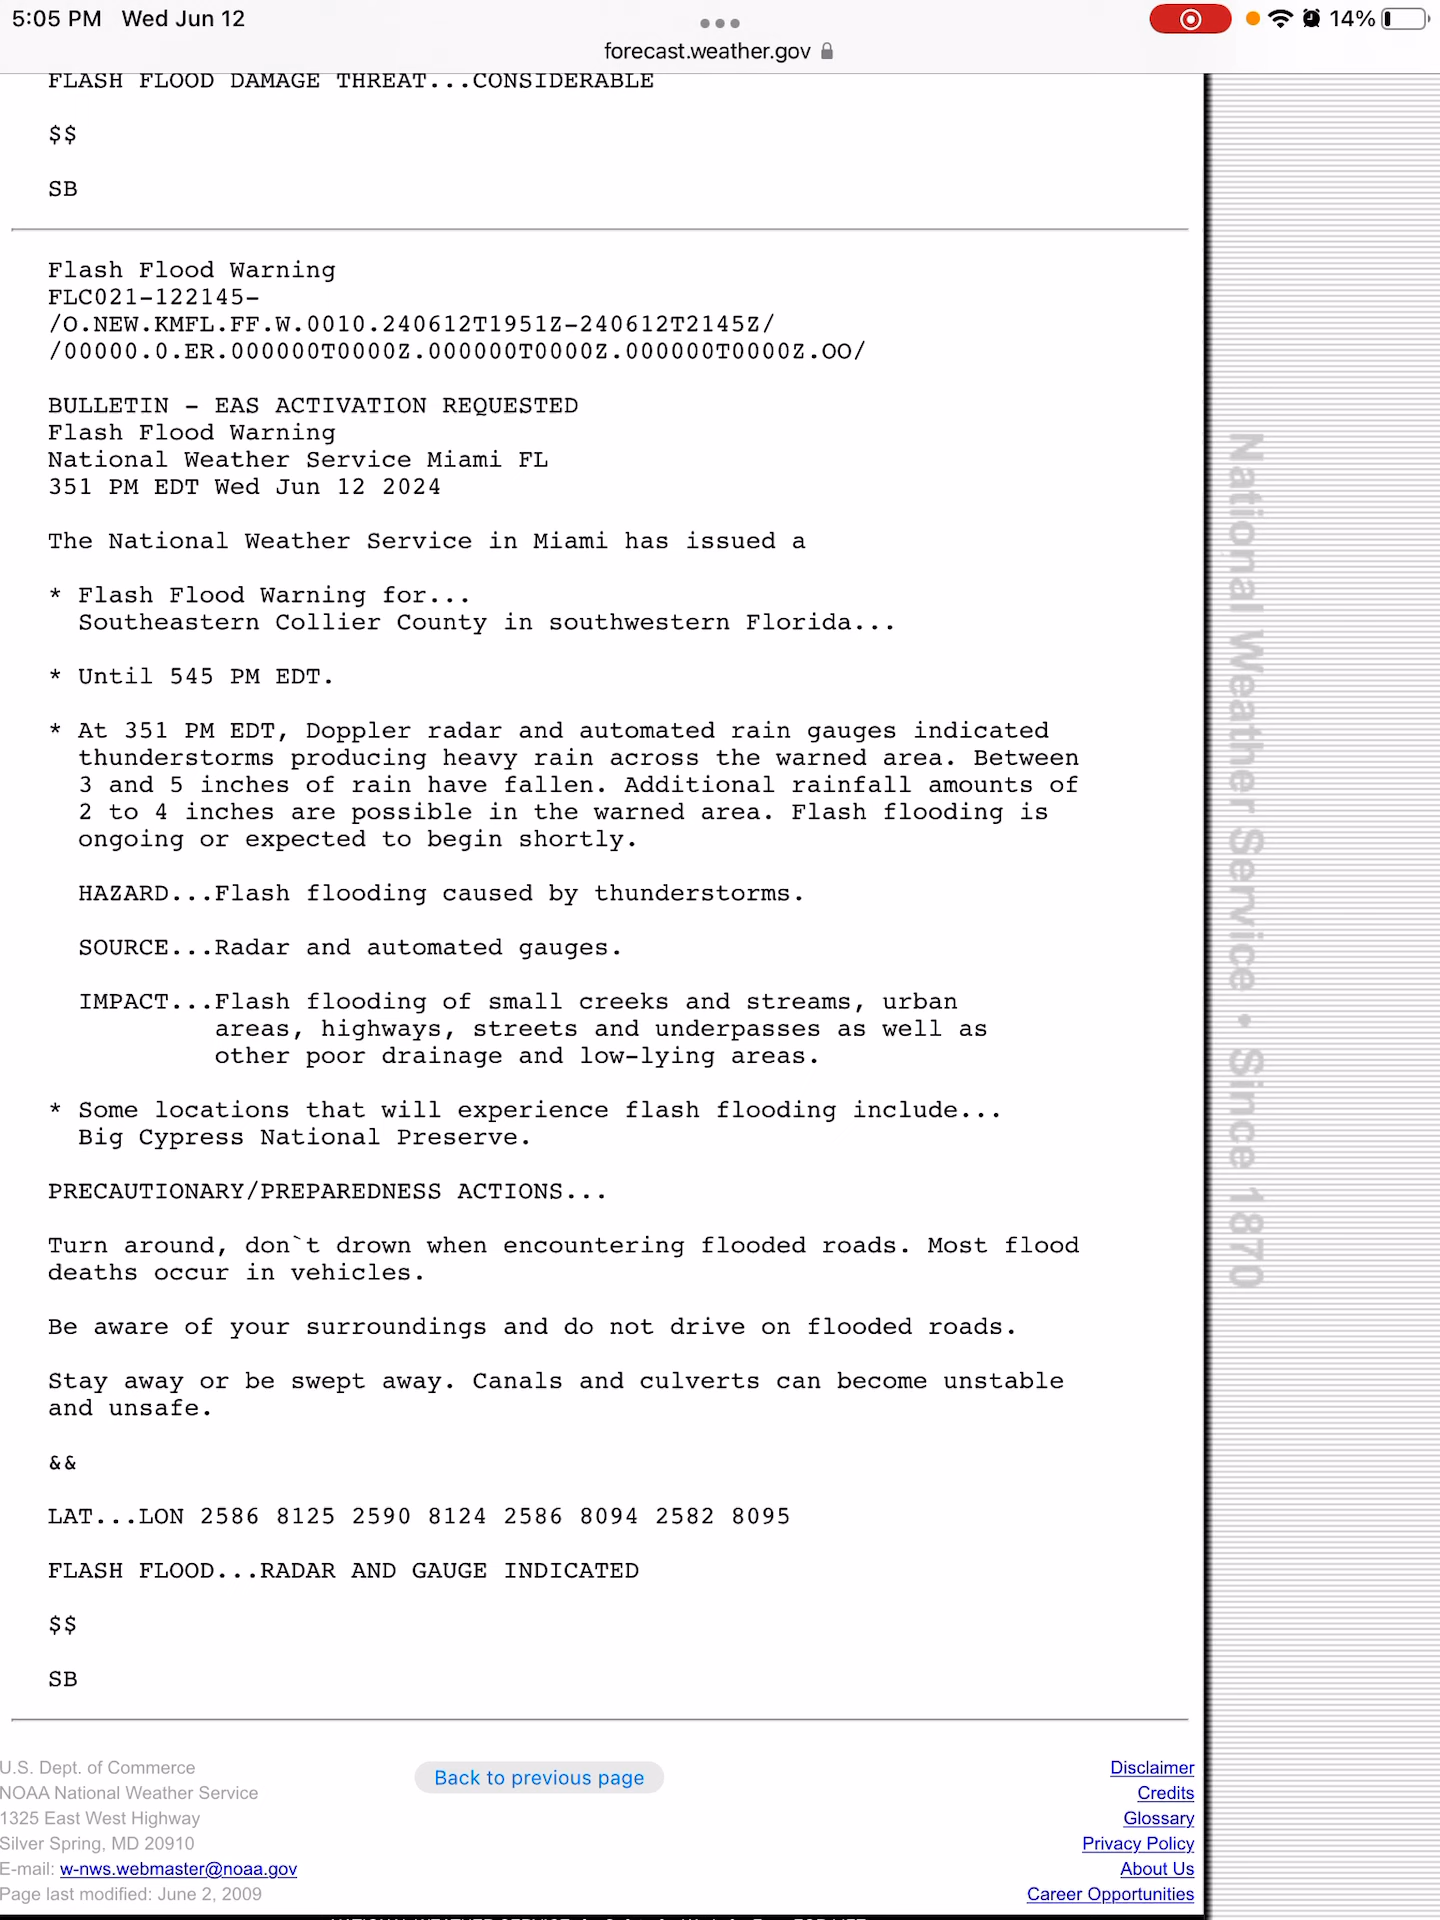 5:05 PM Wed Jun 12
14%
forecast.weather.gov
FLASH FLOOD DAMAGE THREAT...CONSIDERABLE
$$
SB
Flash Flood Warning
FLC021-122145-
/O.NEW.KMFL.FF.W.0010.240612T1951Z-240612T2145Z/
/00000.0.ER.000000T0000Z.000000T0000Z.000000T0000Z.OO/
BULLETIN - EAS ACTIVATION REQUESTED
Flash Flood Warning
National Weather Service Miami FL
351 PM EDT Wed Jun 12 2024
The National Weather Service in Miami has issued a
* Flash Flood Warning for...
Southeastern Collier County in southwestern Florida...
* Until 545 PM EDT.
* At 351 PM EDT, Doppler radar and automated rain gauges indicated
thunderstorms producing heavy rain across the warned area. Between
3 and 5 inches of rain have fallen. Additional rainfall amounts of
2 to 4 inches are possible in the warned area. Flash flooding is
ongoing or expected to begin shortly.
HAZARD...Flash flooding caused by thunderstorms.
SOURCE...Radar and automated gauges.
IMPACT...Flash flooding of small creeks and streams, urban
areas, highways, streets and underpasses as well as
other poor drainage and low-lying areas.
* Some locations that will experience flash flooding include...
Big Cypress National Preserve.
PRECAUTIONARY/PREPAREDNESS ACTIONS...
Turn around, don`t drown when encountering flooded roads. Most flood
deaths occur in vehicles.
Be aware of your surroundings and do not drive on flooded roads.
Stay away or be swept away. Canals and culverts can become unstable
and unsafe.
&&
LAT...LON 2586 8125 2590 8124 2586 8094 2582 8095
FLASH FLOOD...RADAR AND GAUGE INDICATED
$$
SB
National Weather Service • Since 1870
U.S. Dept. of Commerce
NOAA National Weather Service
1325 East West Highway
Silver Spring, MD 20910
E-mail: w-nws.webmaster@noaa.gov
Page last modified: June 2, 2009
Back to previous page
Disclaimer
Credits
Glossary
Privacy Policy
About Us
Career Opportunities